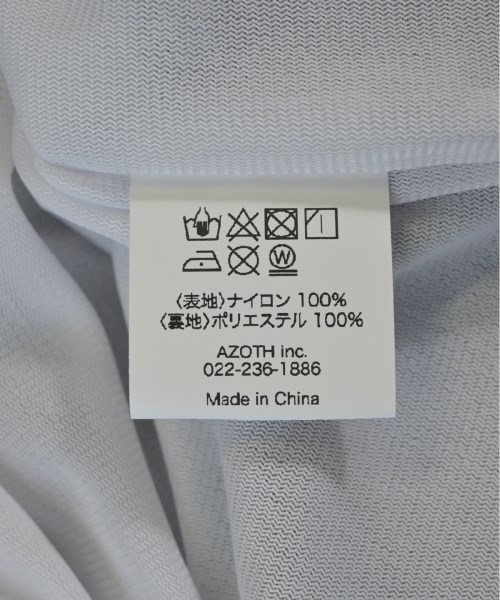 W
〈表地〉ナイロン 100%
〈裏地〉ポリエステル 100%
AZOTH inc.
022-236-1886
Made in China